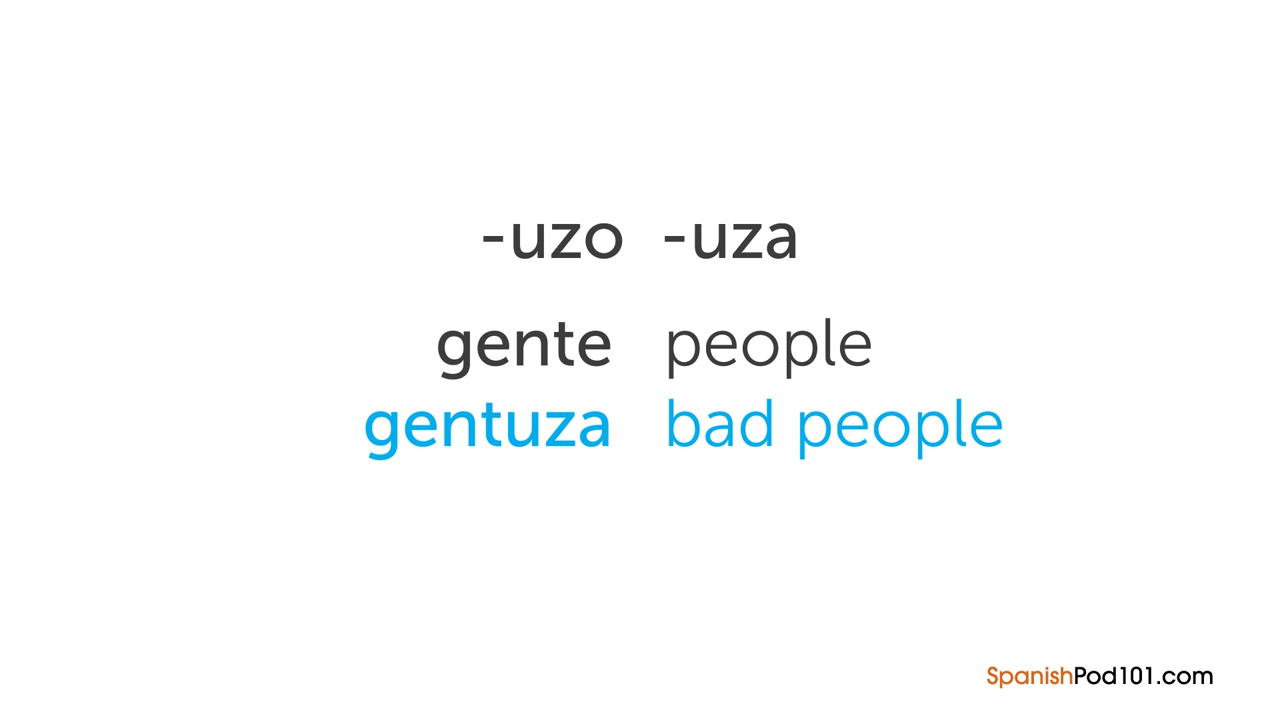 -uzo -uza
gente people
gentuza bad people
SpanishPod101.com